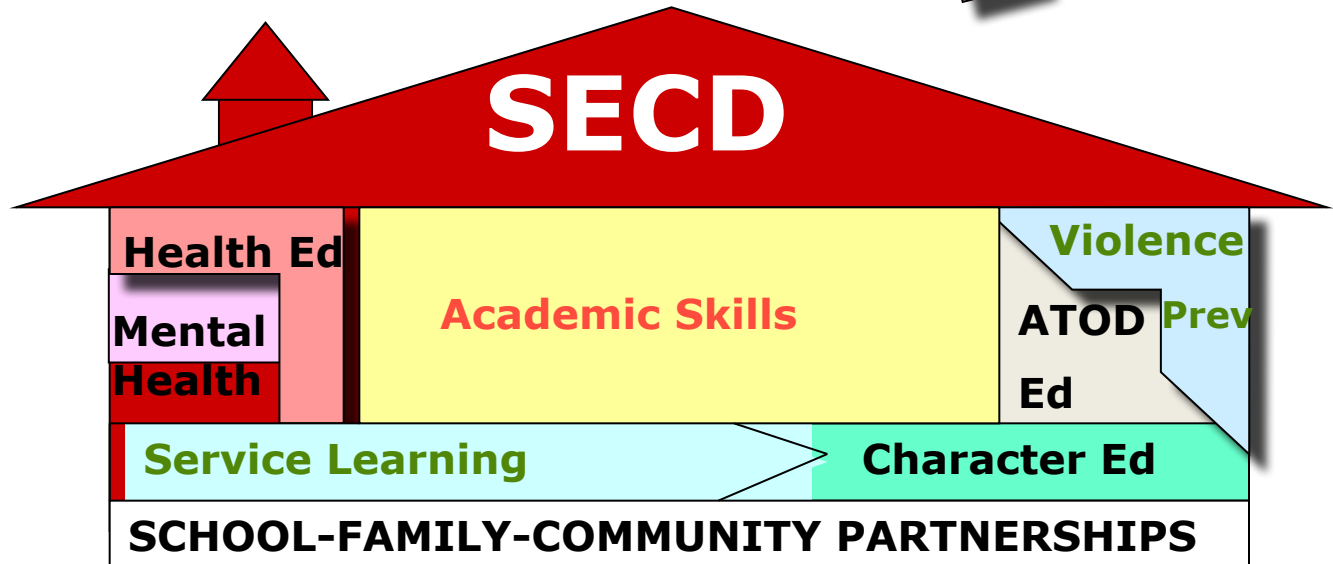 SECD
Health Ed
Mental
Health
Academic Skills
Violence
Prev
ATOD
Ed
Service Learning
Character Ed
SCHOOL-FAMILY-COMMUNITY PARTNERSHIPS